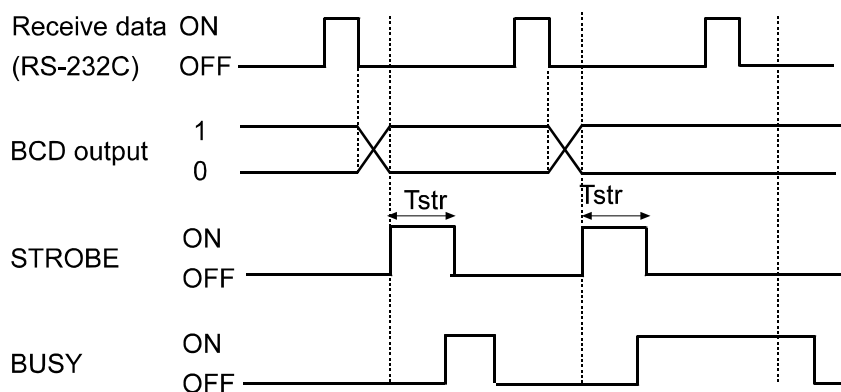 Receive data ON
(RS-232C) OFF
1
BCD output
0
Tstr Tstr
ON
STROBE
OFF
ON
BUSY
OFF